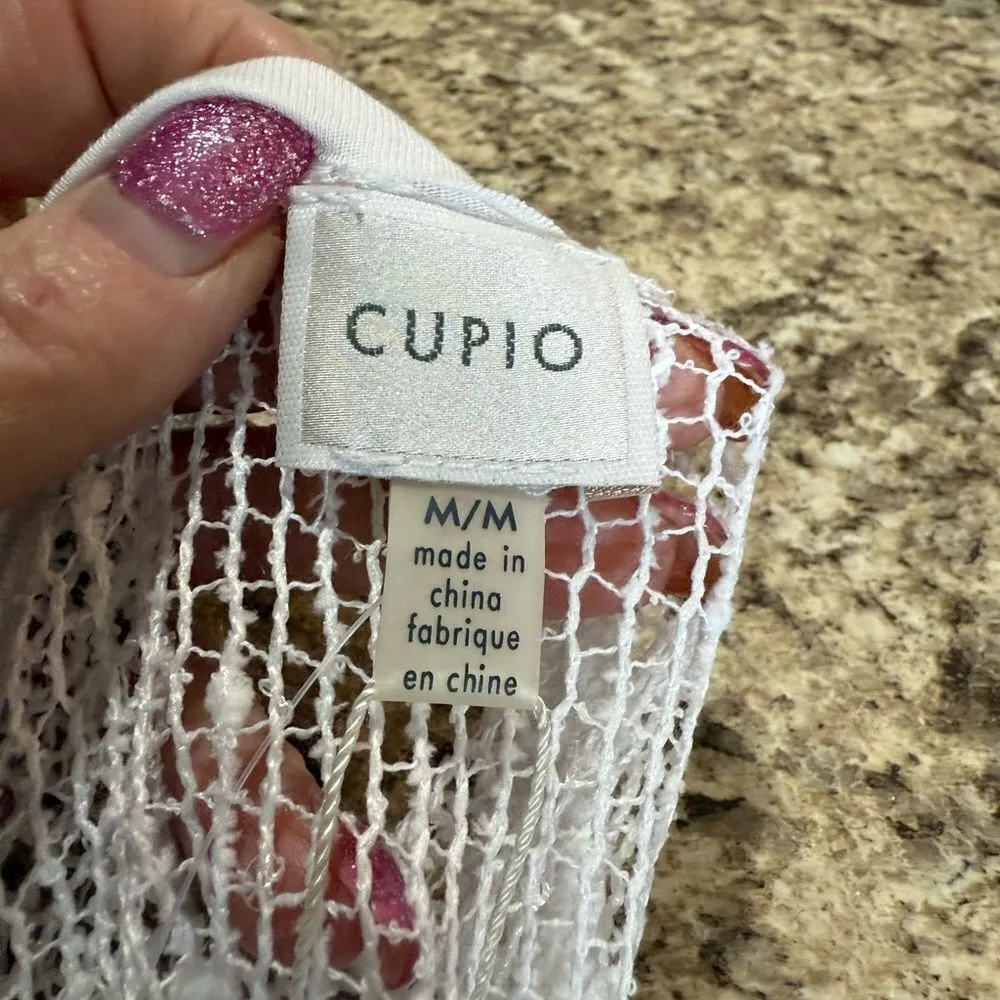 CUPIO
M/M
made in
china
fabrique
en chine